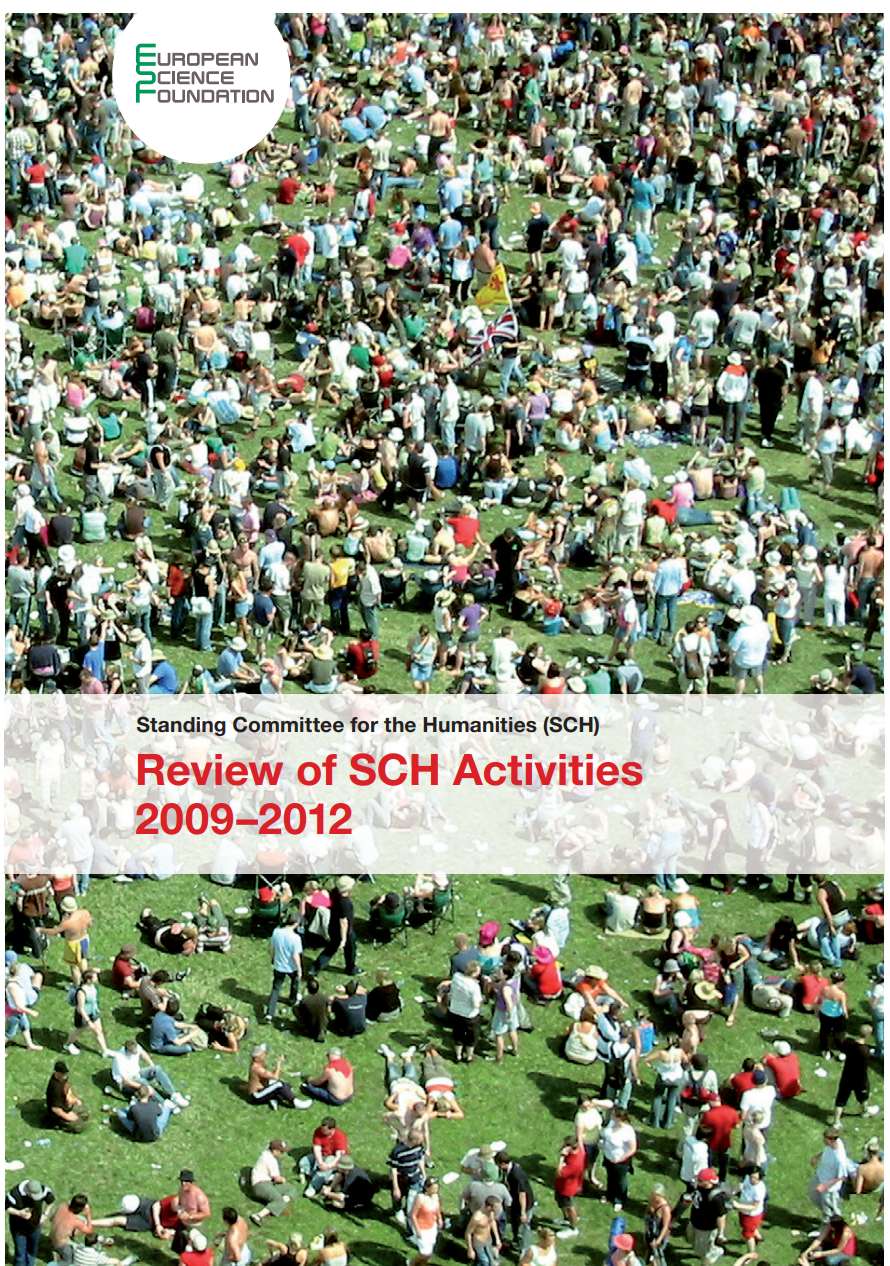 EUROPEAN
SCIENCE
FOUNDATION
Standing Committee for the Humanities (SCH)
Review of SCH Activities
2009–2012